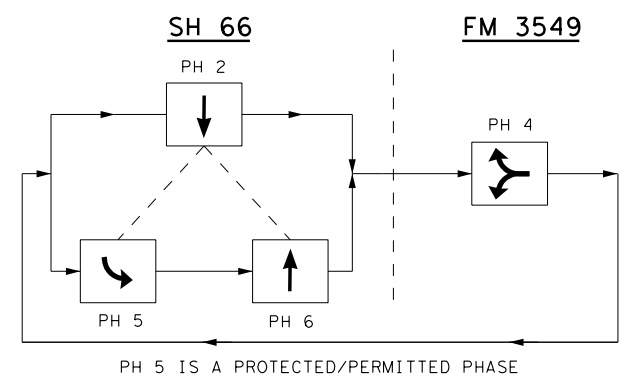 SH 66
FM 3549
PH 2
PH 4
PH 5
PH 6
PH 5 IS A PROTECTED/PERMITTED PHASE